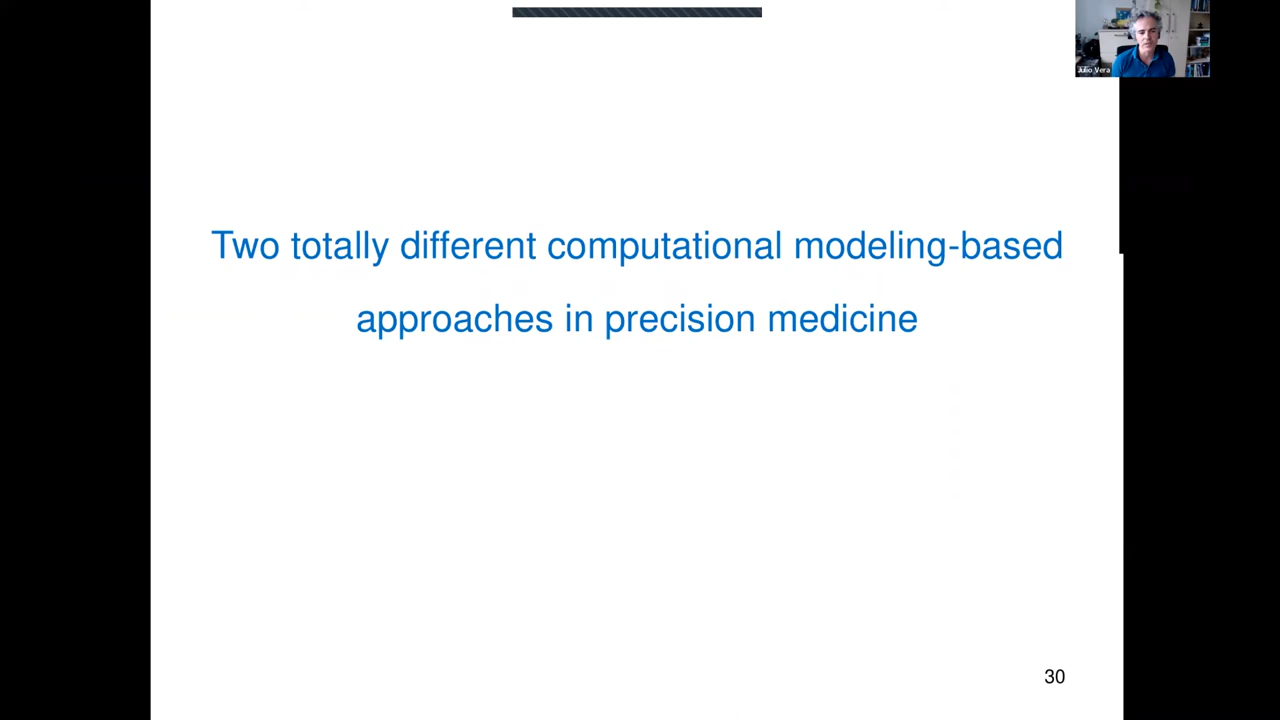 Julio Vera
Two totally different computational modeling-based
approaches in precision medicine
30